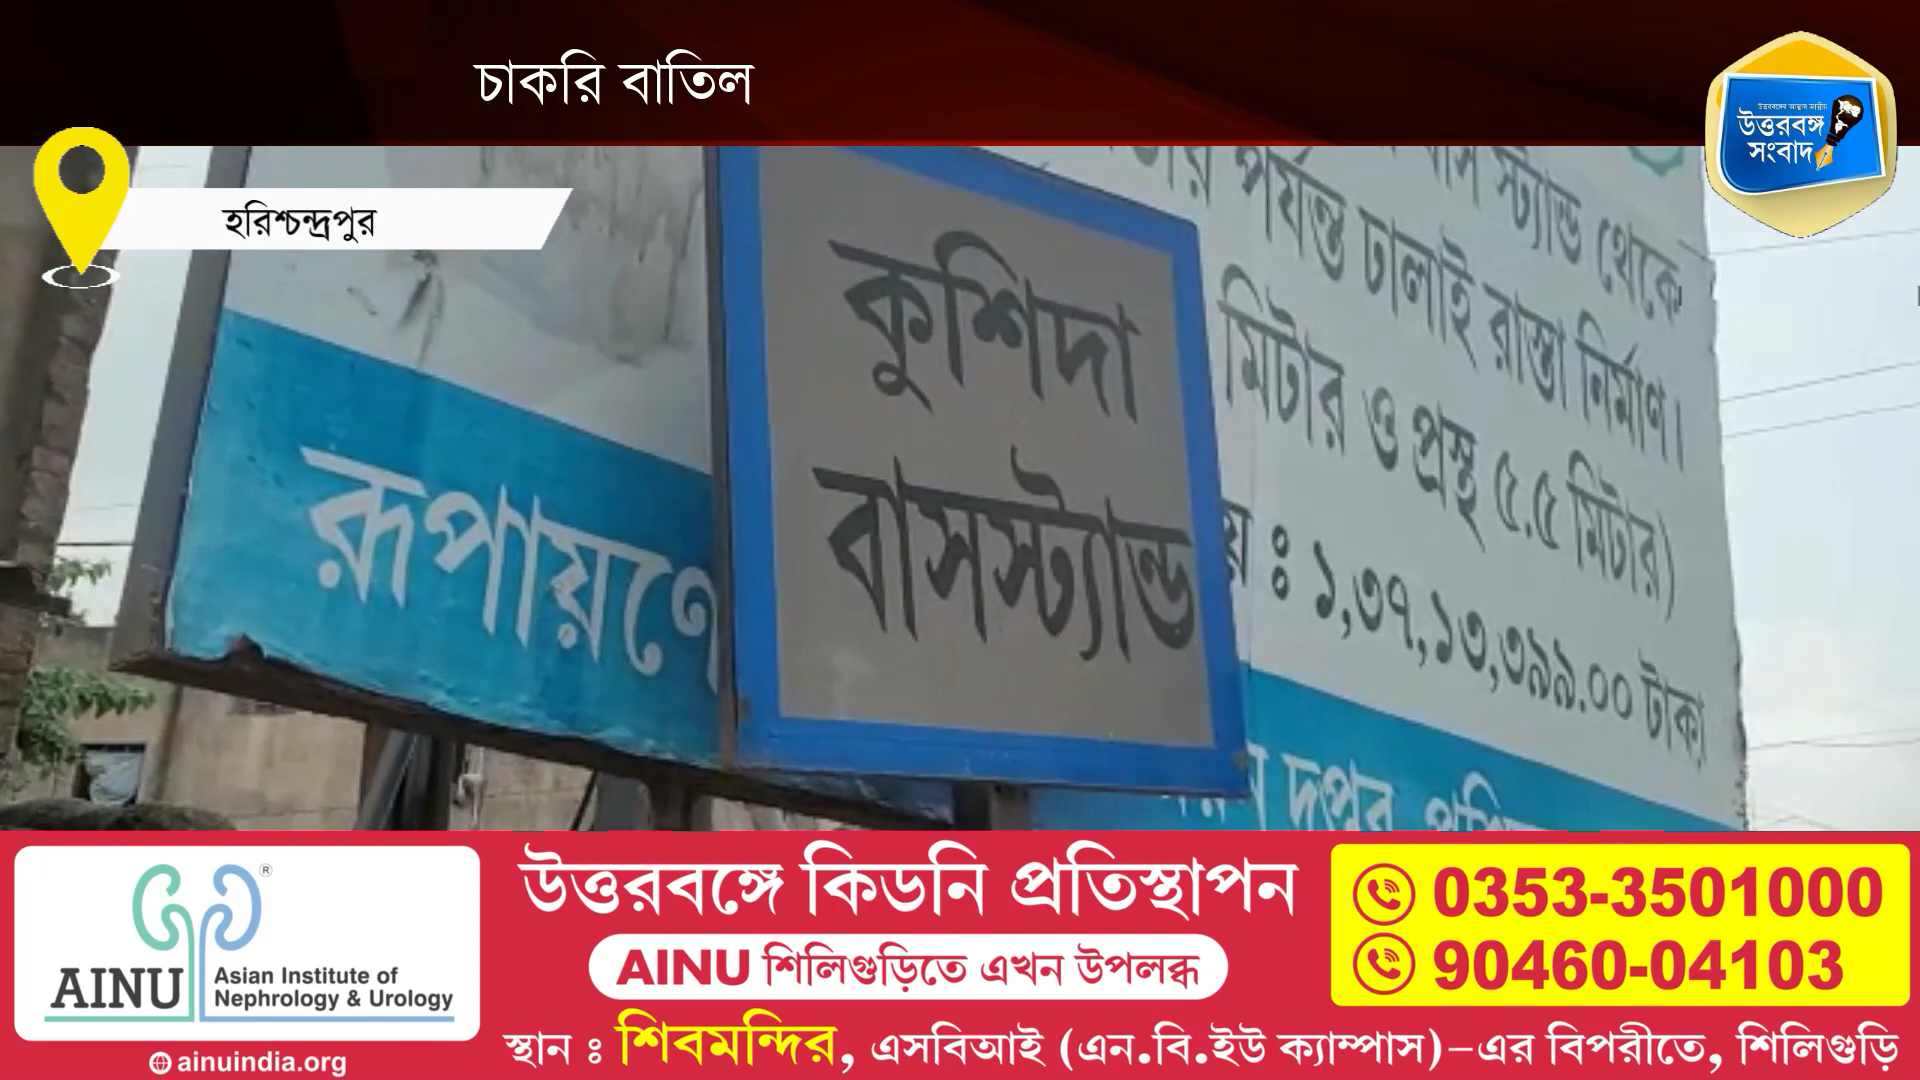 চাকরি বাতিল
উত্তরবঙ্গ
সংবাদ
হরিশ্চন্দ্রপুর
স্ট্যান্ড থেকে
পর্যন্ত ঢালাই রাস্তা নির্মাণ।
মিটার ও প্রস্থ ৫.৫ মিটার)
ঃ ১,৩৭,১৩,৩৯৯.০০ টাকা
কুশিদা
বাসস্ট্যান্ড
রূপায়ণে
উত্তরবঙ্গে কিডনি প্রতিস্থাপন
AINU শিলিগুড়িতে এখন উপলব্ধ
স্থান ঃ শিবমন্দির, এসবিআই (এন.বি.ইউ ক্যাম্পাস)-এর বিপরীতে, শিলিগুড়ি
AINU
Asian Institute of
Nephrology & Urology
®
ainuindia.org
0353-3501000
90460-04103